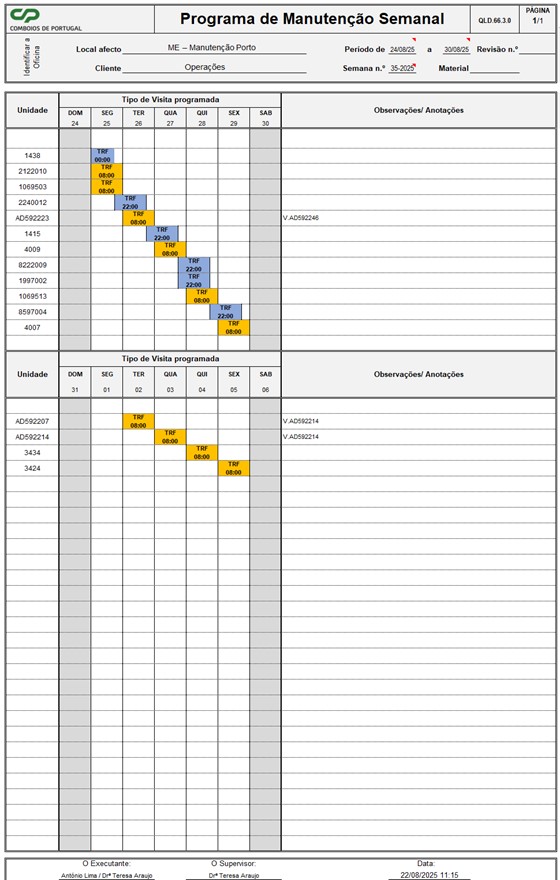 CP
COMBOIOS DE PORTUGAL
Programa de Manutenção Semanal
QLD.66.3.0
PÁGINA
1/1
Identificar a Oficina
Local afecto ME – Manutenção Porto Período de 24/08/25 a 30/08/25 Revisão n.º
Cliente Operações Semana n.º 35-2025 Material
Unidade Tipo de Visita programada Observações/ Anotações
DOM SEG TER QUA QUI SEX SAB
24 25 26 27 28 29 30
1438 TRF 00:00
2122010 TRF 08:00
1069503 TRF 08:00
2240012 TRF 22:00
AD592223 TRF 08:00 V.AD592246
1415 TRF 22:00
4009 TRF 08:00
8222009 TRF 22:00
1997002 TRF 22:00
1069513 TRF 08:00
8597004 TRF 22:00
4007 TRF 08:00
Unidade Tipo de Visita programada Observações/ Anotações
DOM SEG TER QUA QUI SEX SAB
31 01 02 03 04 05 06
AD592207 TRF 08:00 V.AD592214
AD592214 TRF 08:00 V.AD592214
3434 TRF 08:00
3424 TRF 08:00
O Executante: O Supervisor: Data:
António Lima / Drª Teresa Araujo Drª Teresa Araujo 22/08/2025 11:15